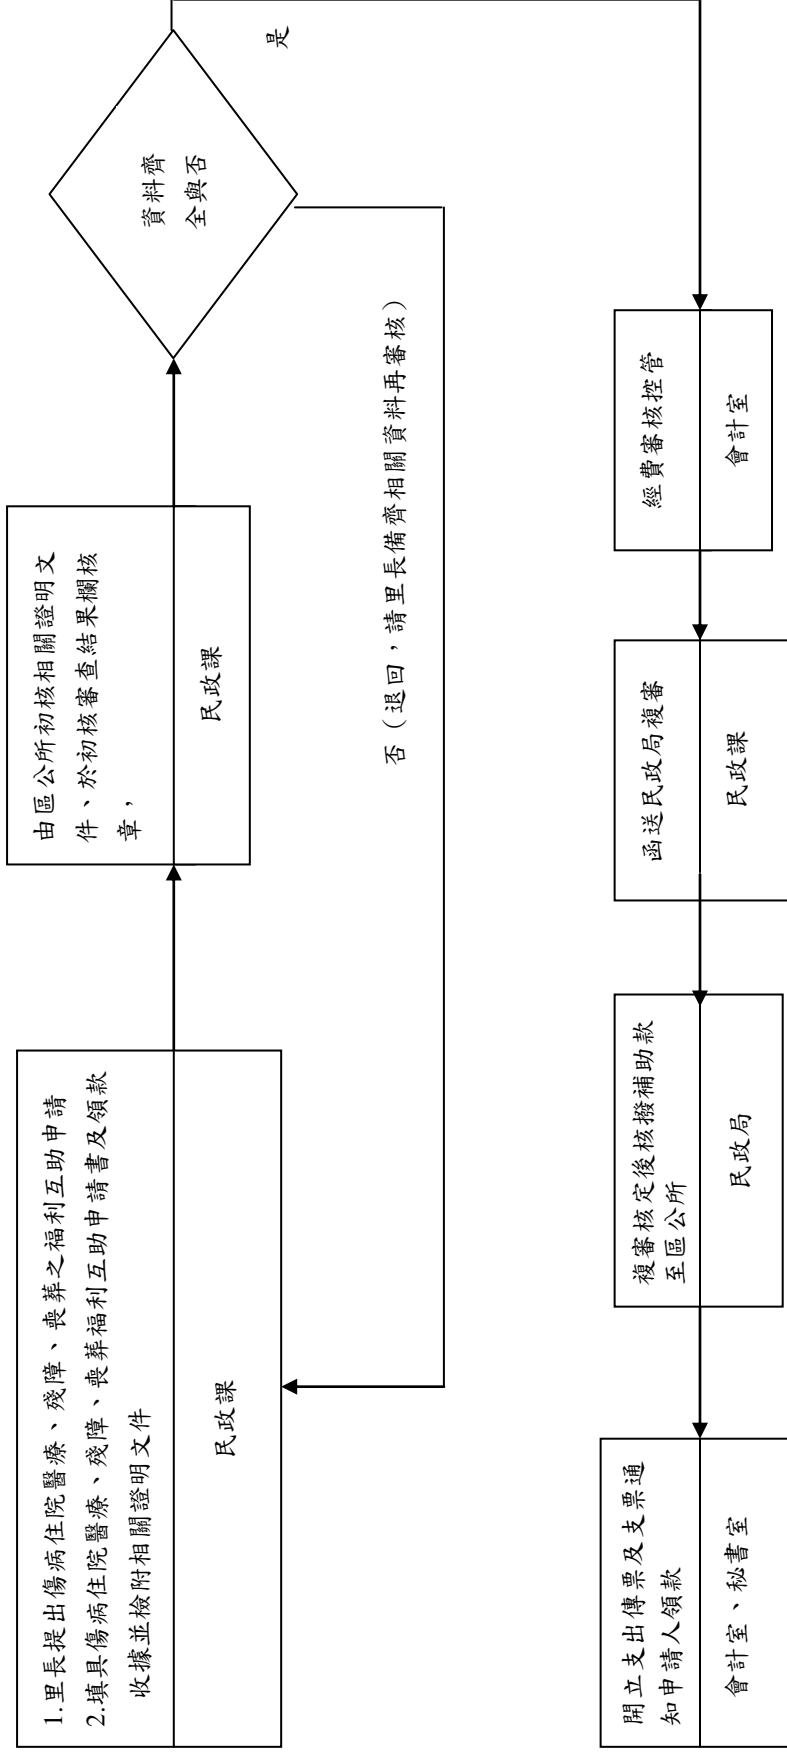 1.里長提出傷病住院醫療、殘障、喪葬之福利互助申請
2.填具傷病住院醫療、殘障、喪葬福利互助申請書及領款
收據並檢附相關證明文件
民政課
由區公所初核相關證明文
件、於初核審查結果欄核
章，
民政課
資料齊
全與否
是
否（退回，請里長備齊相關資料再審核）
經費審核控管
會計室
函送民政局複審
民政課
複審核定後核撥補助款
至區公所
民政局
開立支出傳票及支票通
知申請人領款
會計室、秘書室